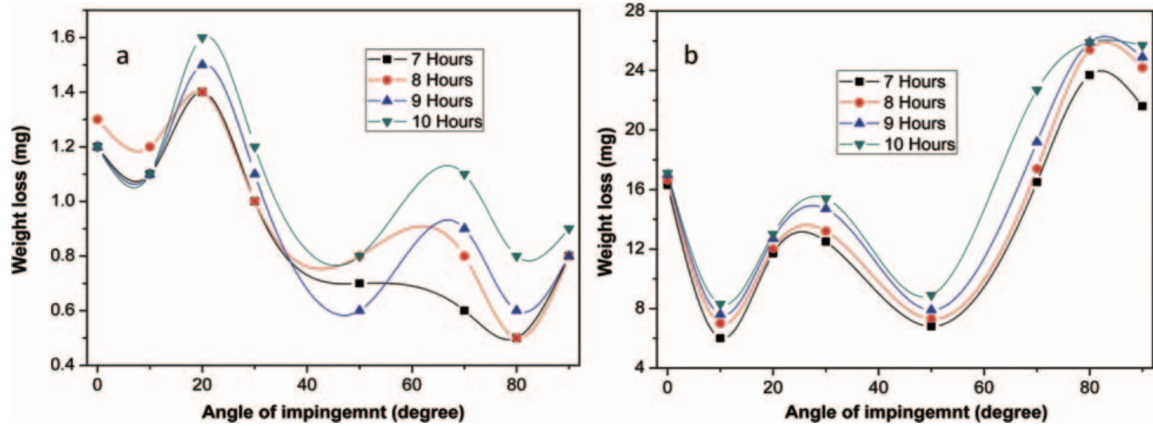 a
7 Hours
8 Hours
9 Hours
10 Hours
Weight loss (mg)
1.6
1.4
1.2
1.0
0.8
0.6
0.4
0 20 40 60 80
Angle of impingemnt (degree)
b
7 Hours
8 Hours
9 Hours
10 Hours
Weight loss (mg)
28
24
20
16
12
8
4
0 20 40 60 80
Angle of impingemnt (degree)